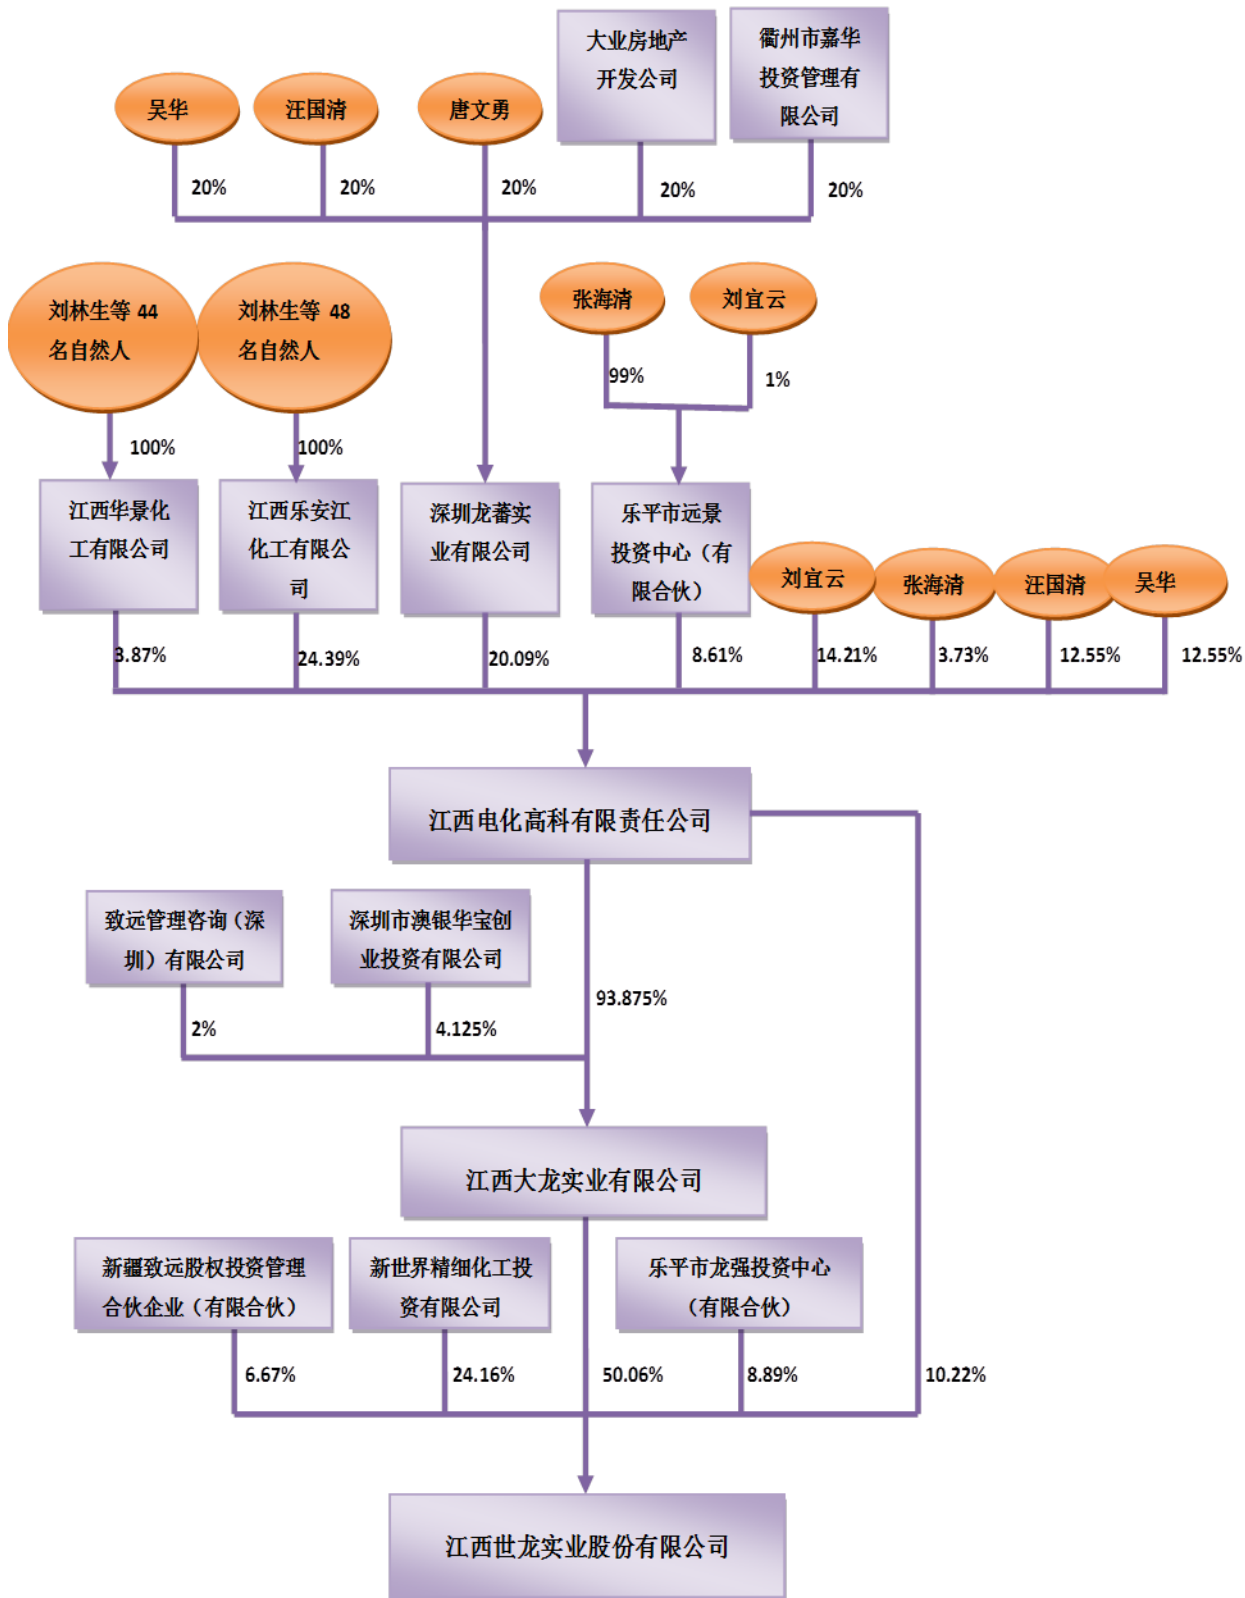 大业房地产
开发公司
衢州市嘉华
投资管理有
限公司
吴华
汪国清
唐文勇
20%
20%
20%
20%
20%
刘林生等 44
名自然人
刘林生等 48
名自然人
张海清
刘宜云
99%
1%
100%
100%
江西华景化
工有限公司
江西乐安江
化工有限公
司
深圳龙蕃实
业有限公司
乐平市远景
投资中心（有
限合伙）
刘宜云
张海清
汪国清
吴华
3.87%
24.39%
20.09%
8.61%
14.21%
3.73%
12.55%
12.55%
江西电化高科有限责任公司
致远管理咨询（深
圳）有限公司
深圳市澳银华宝创
业投资有限公司
93.875%
2%
4.125%
江西大龙实业有限公司
新疆致远股权投资管理
合伙企业（有限合伙）
新世界精细化工投
资有限公司
乐平市龙强投资中心
（有限合伙）
6.67%
24.16%
50.06%
8.89%
10.22%
江西世龙实业股份有限公司